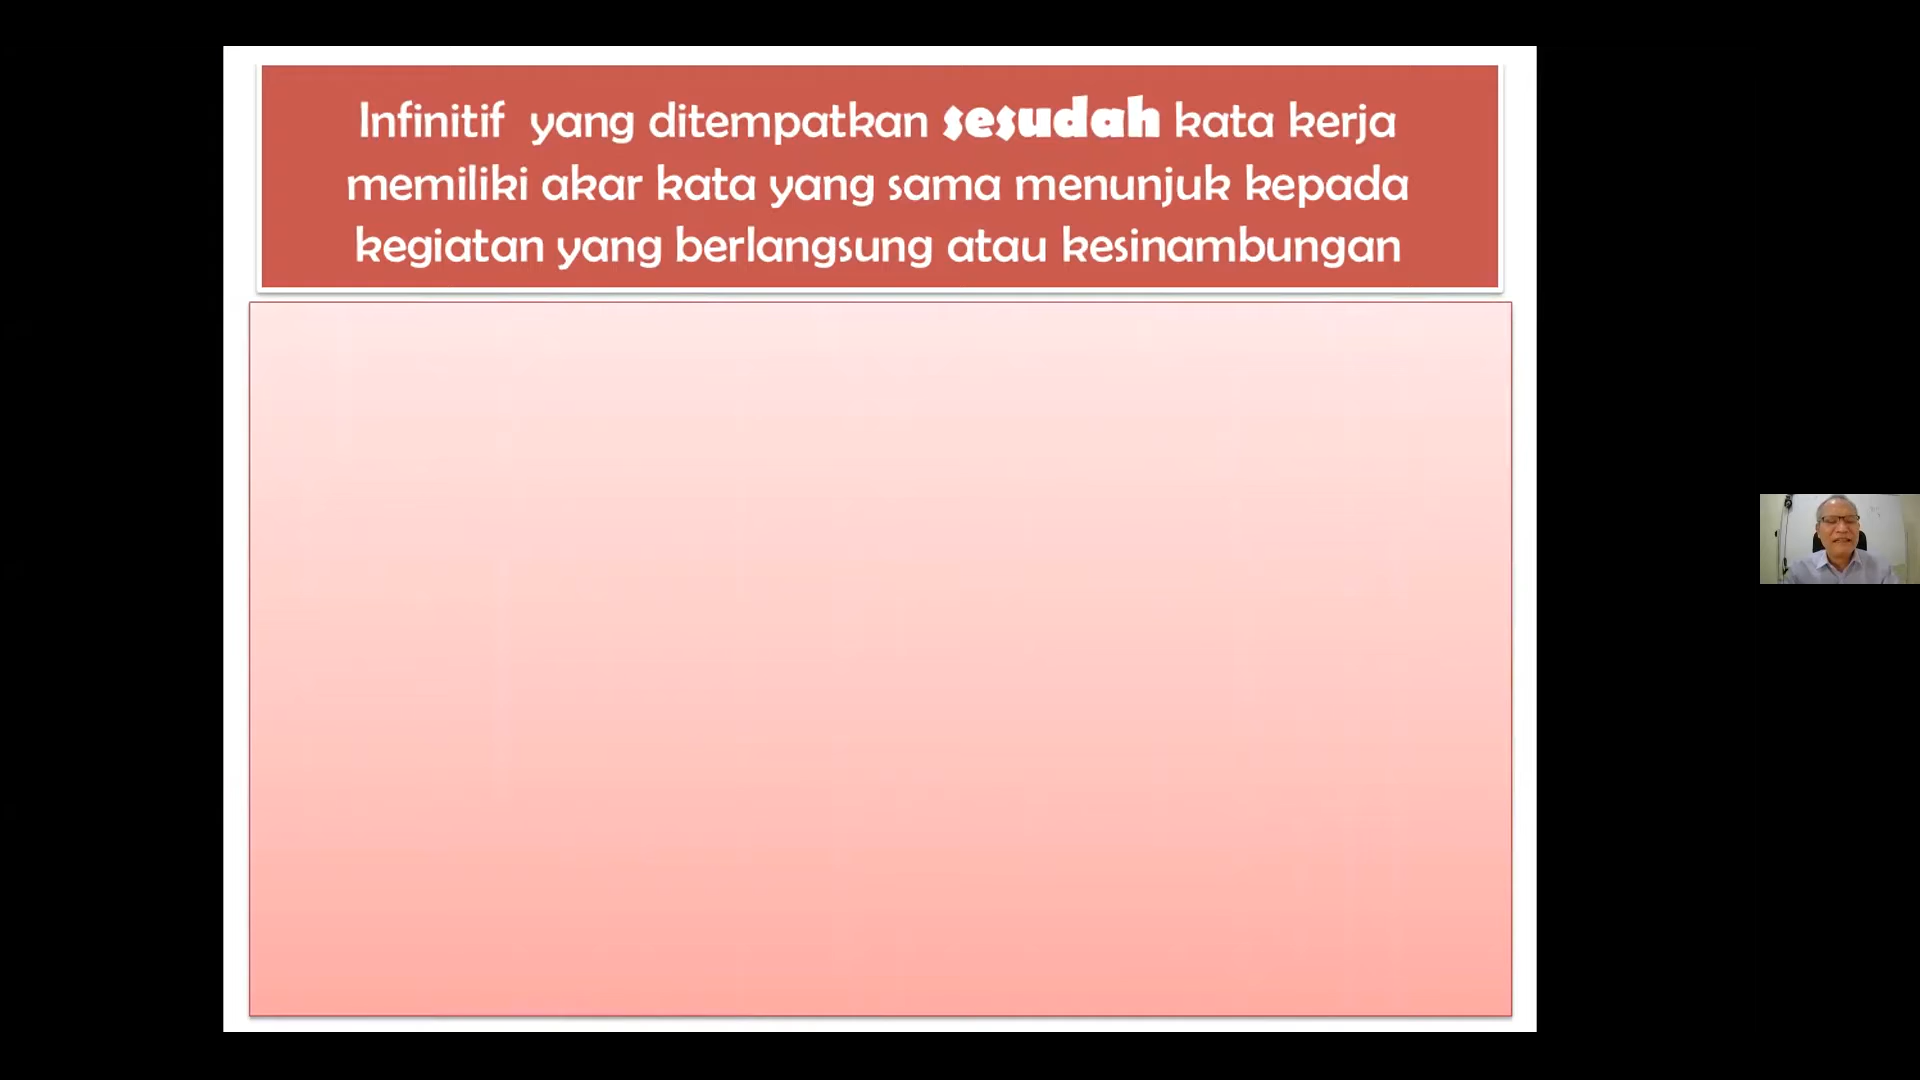 Infinitif  yang ditempatkan sesudah kata kerja
memiliki akar kata yang sama menunjuk kepada
kegiatan yang berlangsung atau kesinambungan